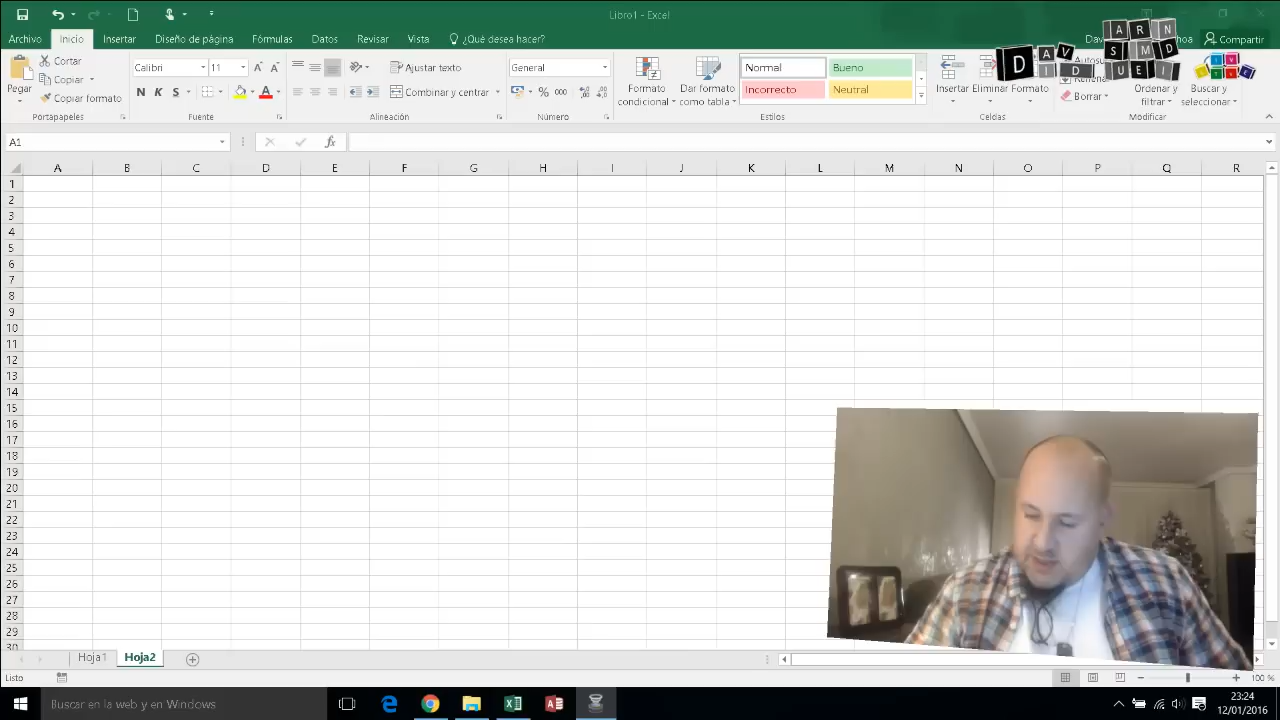 Libro1 - Excel
Archivo Inicio Insertar Diseño de página Fórmulas Datos Revisar Vista ¿Qué desea hacer? Compartir
DAVID ARNSMDUEI
Pegar
Cortar
Copiar
Copiar formato
Portapapeles
Calibri 11
N K S
Fuente
Ajustar texto
Combinar y centrar
Alineación
General
% 000
Número
Formato condicional
Dar formato como tabla
Normal Bueno
Incorrecto Neutral
Estilos
Insertar Eliminar Formato
Celdas
Borrar
Ordenar y filtrar
Buscar y seleccionar
Modificar
A1 fx
A B C D E F G H I J K L M N O P Q R
1
2
3
4
5
6
7
8
9
10
11
12
13
14
15
16
17
18
19
20
21
22
23
24
25
26
27
28
29
30
Hoja1 Hoja2
Listo 100 %
Buscar en la web y en Windows
23:24
12/01/2016